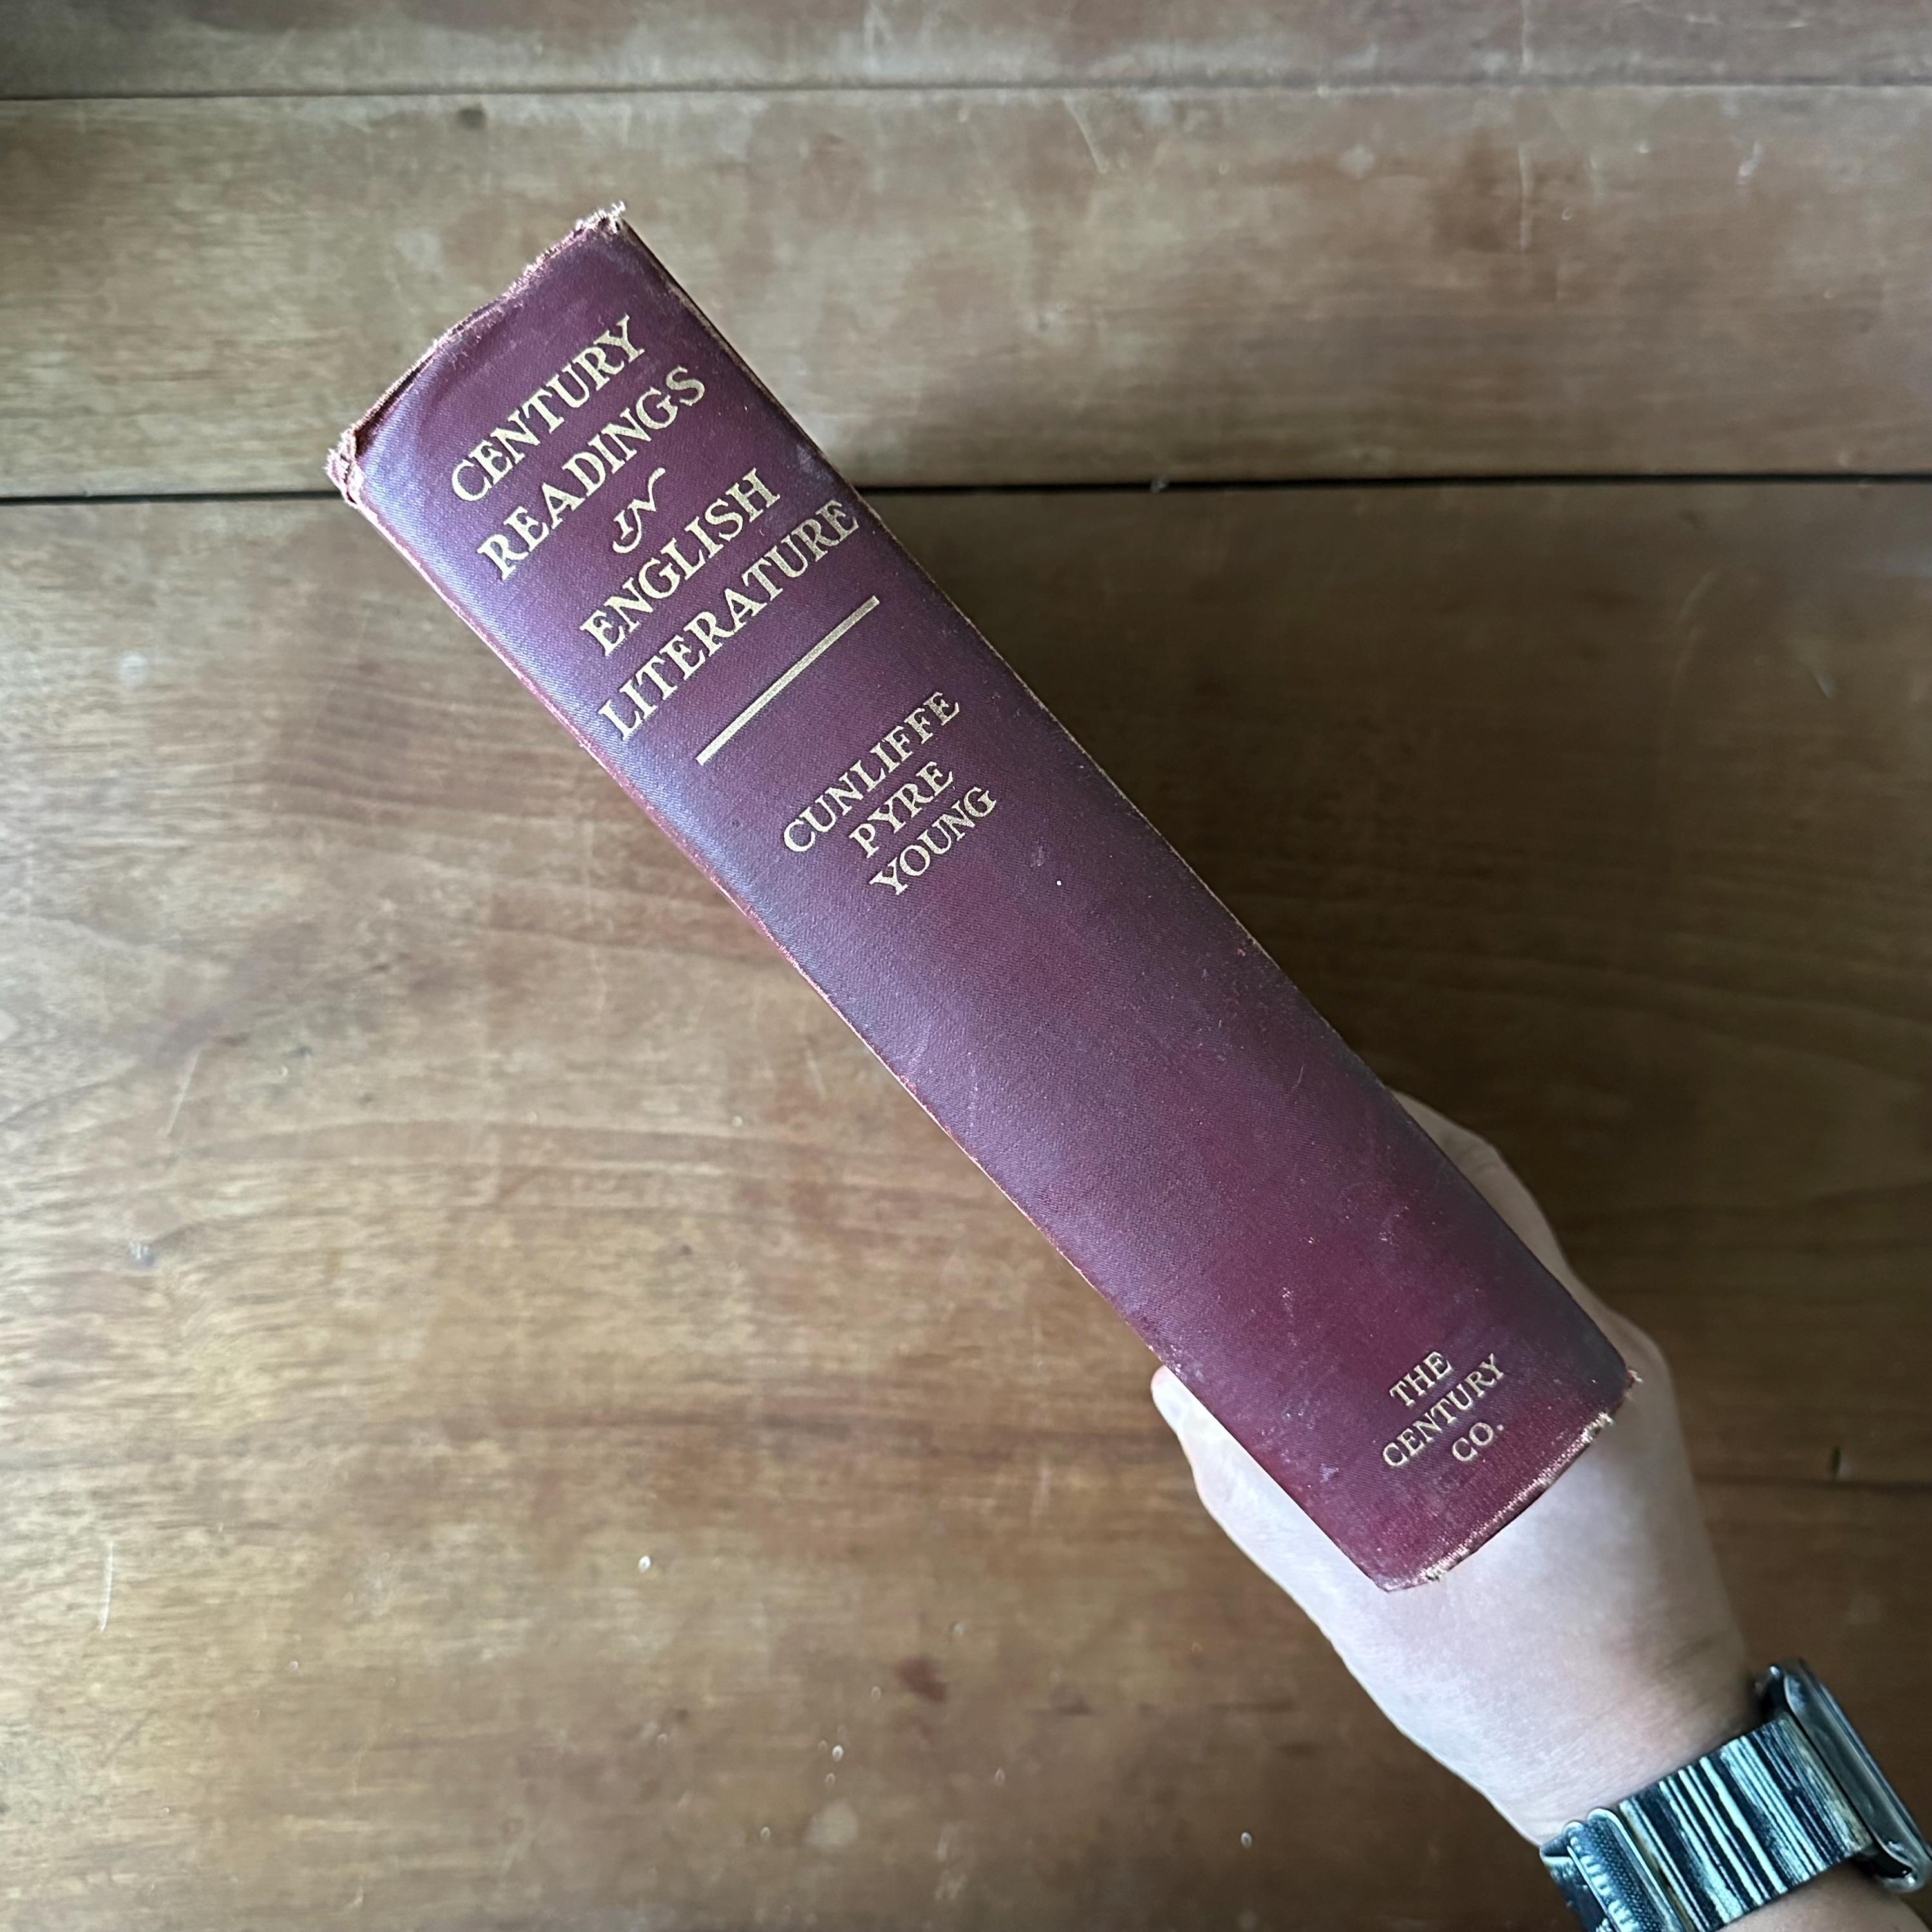 CENTURY
READINGS
IN
ENGLISH
LITERATURE
CUNLIFFE
PYRE
YOUNG
THE
CENTURY
CO.